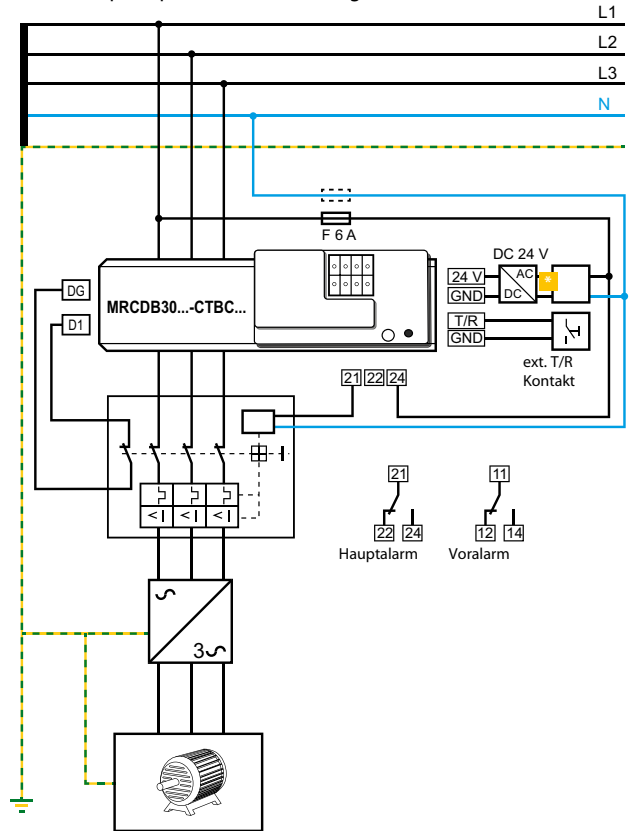 L1
L2
L3
N
F 6 A
DC 24 V
24 V
GND
AC
DC
*
DG
D1
MRCDB30...-CTBC...
T/R
GND
ext. T/R
Kontakt
21 22 24
I> I> I>
21
22 24
Hauptalarm
11
12 14
Voralarm
3